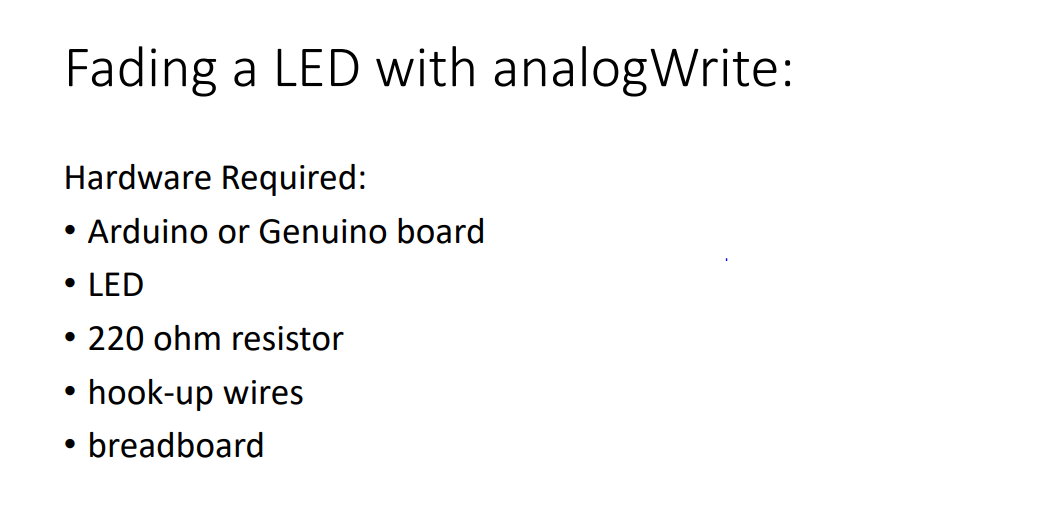 Fading a LED with analogWrite:
Hardware Required:
• Arduino or Genuino board
• LED
• 220 ohm resistor
• hook-up wires
• breadboard